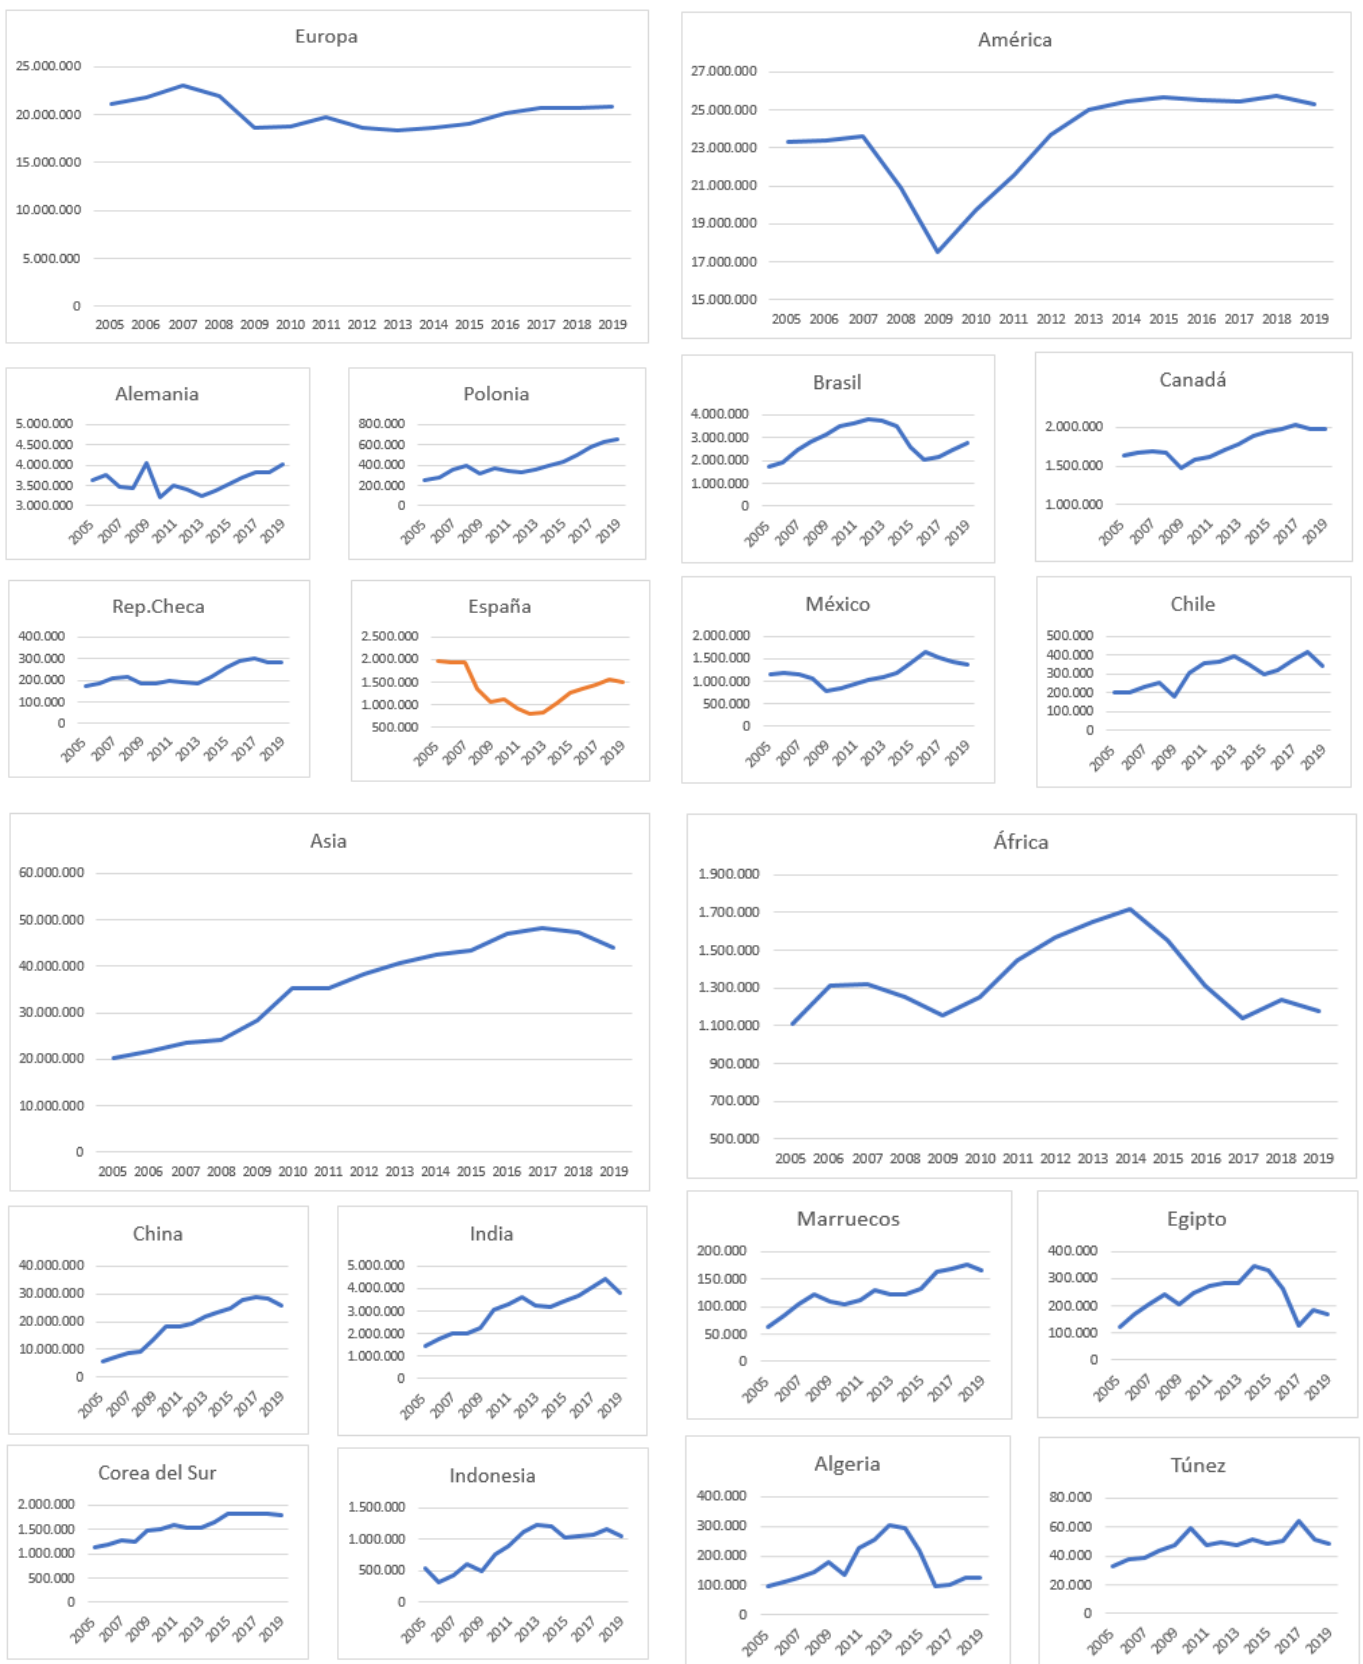 Europa
25.000.000
20.000.000
15.000.000
10.000.000
5.000.000
0
2005 2006 2007 2008 2009 2010 2011 2012 2013 2014 2015 2016 2017 2018 2019
América
27.000.000
25.000.000
23.000.000
21.000.000
19.000.000
17.000.000
15.000.000
2005 2006 2007 2008 2009 2010 2011 2012 2013 2014 2015 2016 2017 2018 2019
Alemania
5.000.000
4.500.000
4.000.000
3.500.000
3.000.000
2005 2007 2009 2011 2013 2015 2017 2019
Polonia
800.000
600.000
400.000
200.000
0
2005 2007 2009 2011 2013 2015 2017 2019
Brasil
4.000.000
3.000.000
2.000.000
1.000.000
0
2005 2007 2009 2011 2013 2015 2017 2019
Canadá
2.000.000
1.500.000
1.000.000
2005 2007 2009 2011 2013 2015 2017 2019
Rep.Checa
400.000
300.000
200.000
100.000
0
2005 2007 2009 2011 2013 2015 2017 2019
España
2.500.000
2.000.000
1.500.000
1.000.000
500.000
2005 2007 2009 2011 2013 2015 2017 2019
México
2.000.000
1.500.000
1.000.000
500.000
0
2005 2007 2009 2011 2013 2015 2017 2019
Chile
500.000
400.000
300.000
200.000
100.000
0
2005 2007 2009 2011 2013 2015 2017 2019
Asia
60.000.000
50.000.000
40.000.000
30.000.000
20.000.000
10.000.000
0
2005 2006 2007 2008 2009 2010 2011 2012 2013 2014 2015 2016 2017 2018 2019
África
1.900.000
1.700.000
1.500.000
1.300.000
1.100.000
900.000
700.000
500.000
2005 2006 2007 2008 2009 2010 2011 2012 2013 2014 2015 2016 2017 2018 2019
China
40.000.000
30.000.000
20.000.000
10.000.000
0
2005 2007 2009 2011 2013 2015 2017 2019
India
5.000.000
4.000.000
3.000.000
2.000.000
1.000.000
0
2005 2007 2009 2011 2013 2015 2017 2019
Marruecos
200.000
150.000
100.000
50.000
0
2005 2007 2009 2011 2013 2015 2017 2019
Egipto
400.000
300.000
200.000
100.000
0
2005 2007 2009 2011 2013 2015 2017 2019
Corea del Sur
2.000.000
1.500.000
1.000.000
500.000
0
2005 2007 2009 2011 2013 2015 2017 2019
Indonesia
1.500.000
1.000.000
500.000
0
2005 2007 2009 2011 2013 2015 2017 2019
Algeria
400.000
300.000
200.000
100.000
0
2005 2007 2009 2011 2013 2015 2017 2019
Túnez
80.000
60.000
40.000
20.000
0
2005 2007 2009 2011 2013 2015 2017 2019